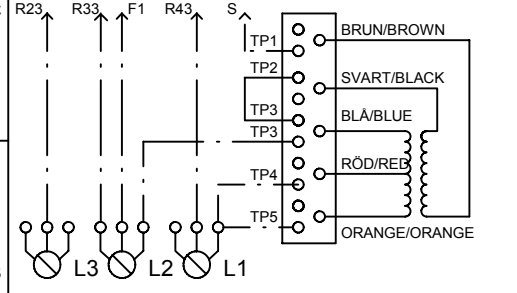 R23 R33 F1 R43 S
TP1 BRUN/BROWN
TP2 SVART/BLACK
TP3 BLÅ/BLUE
TP3
TP4 RÖD/RED
TP5 ORANGE/ORANGE
L3 L2 L1